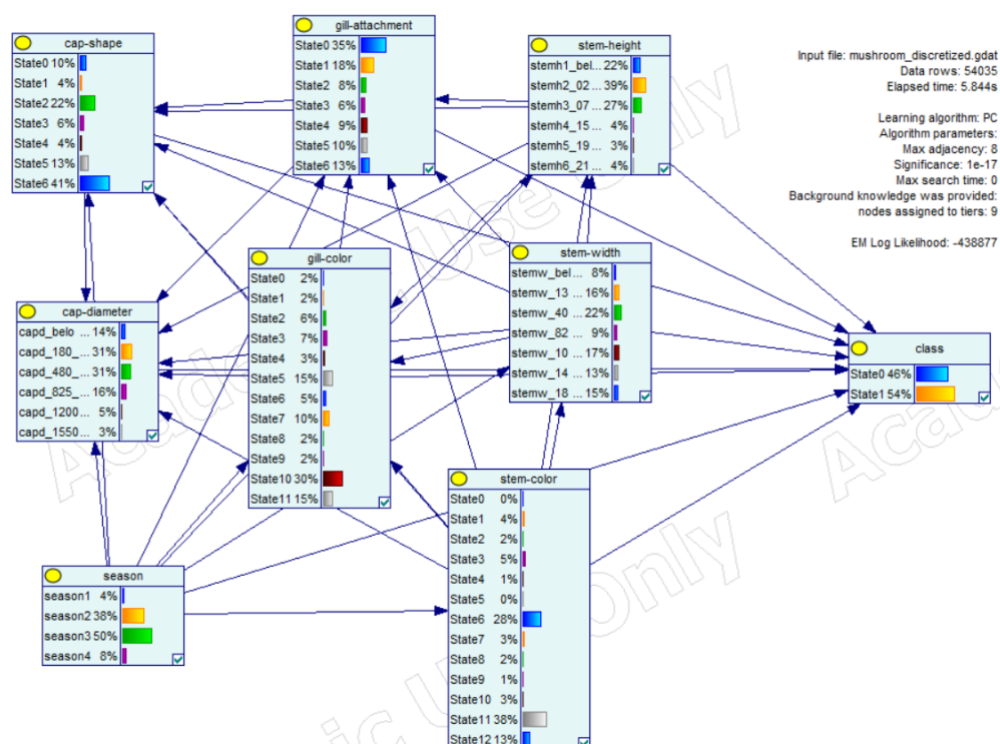 cap-shape
State0 10%
State1 4%
State2 22%
State3 6%
State4 4%
State5 13%
State6 41%
gill-attachment
State0 35%
State1 18%
State2 8%
State3 6%
State4 9%
State5 10%
State6 13%
stem-height
stemh1_bel... 22%
stemh2_02 ... 39%
stemh3_07 ... 27%
stemh4_15 ... 4%
stemh5_19 ... 3%
stemh6_21 ... 4%
Input file: mushroom_discretized.gdat
Data rows: 54035
Elapsed time: 5.844s
Learning algorithm: PC
Algorithm parameters:
Max adjacency: 8
Significance: 1e-17
Max search time: 0
Background knowledge was provided:
nodes assigned to tiers: 9
EM Log Likelihood: -438877
gill-color
State0 2%
State1 2%
State2 6%
State3 7%
State4 3%
State5 15%
State6 5%
State7 10%
State8 2%
State9 2%
State10 30%
State11 15%
stem-width
stemw_bel ... 8%
stemw_13 ... 16%
stemw_40 ... 22%
stemw_82 ... 9%
stemw_10 ... 17%
stemw_14 ... 13%
stemw_18 ... 15%
cap-diameter
capd_belo ... 14%
capd_180_... 31%
capd_480_... 31%
capd_825_... 16%
capd_1200... 5%
capd_1550... 3%
class
State0 46%
State1 54%
season
season1 4%
season2 38%
season3 50%
season4 8%
stem-color
State0 0%
State1 4%
State2 2%
State3 5%
State4 1%
State5 0%
State6 28%
State7 3%
State8 2%
State9 1%
State10 3%
State11 38%
State12 13%
Academic Use Only